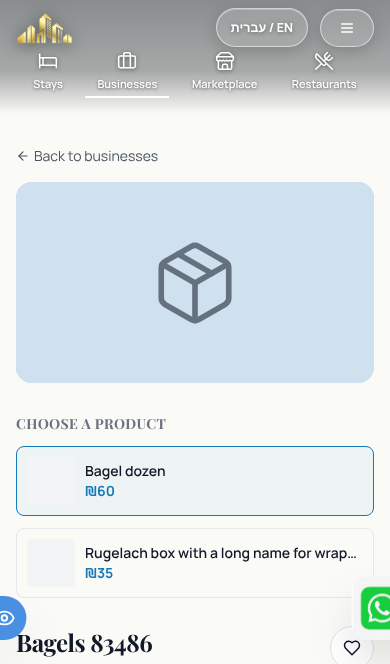 עברית / EN
Stays
Businesses
Marketplace
Restaurants
← Back to businesses
CHOOSE A PRODUCT
Bagel dozen
₪60
Rugelach box with a long name for wrap...
₪35
Bagels 83486